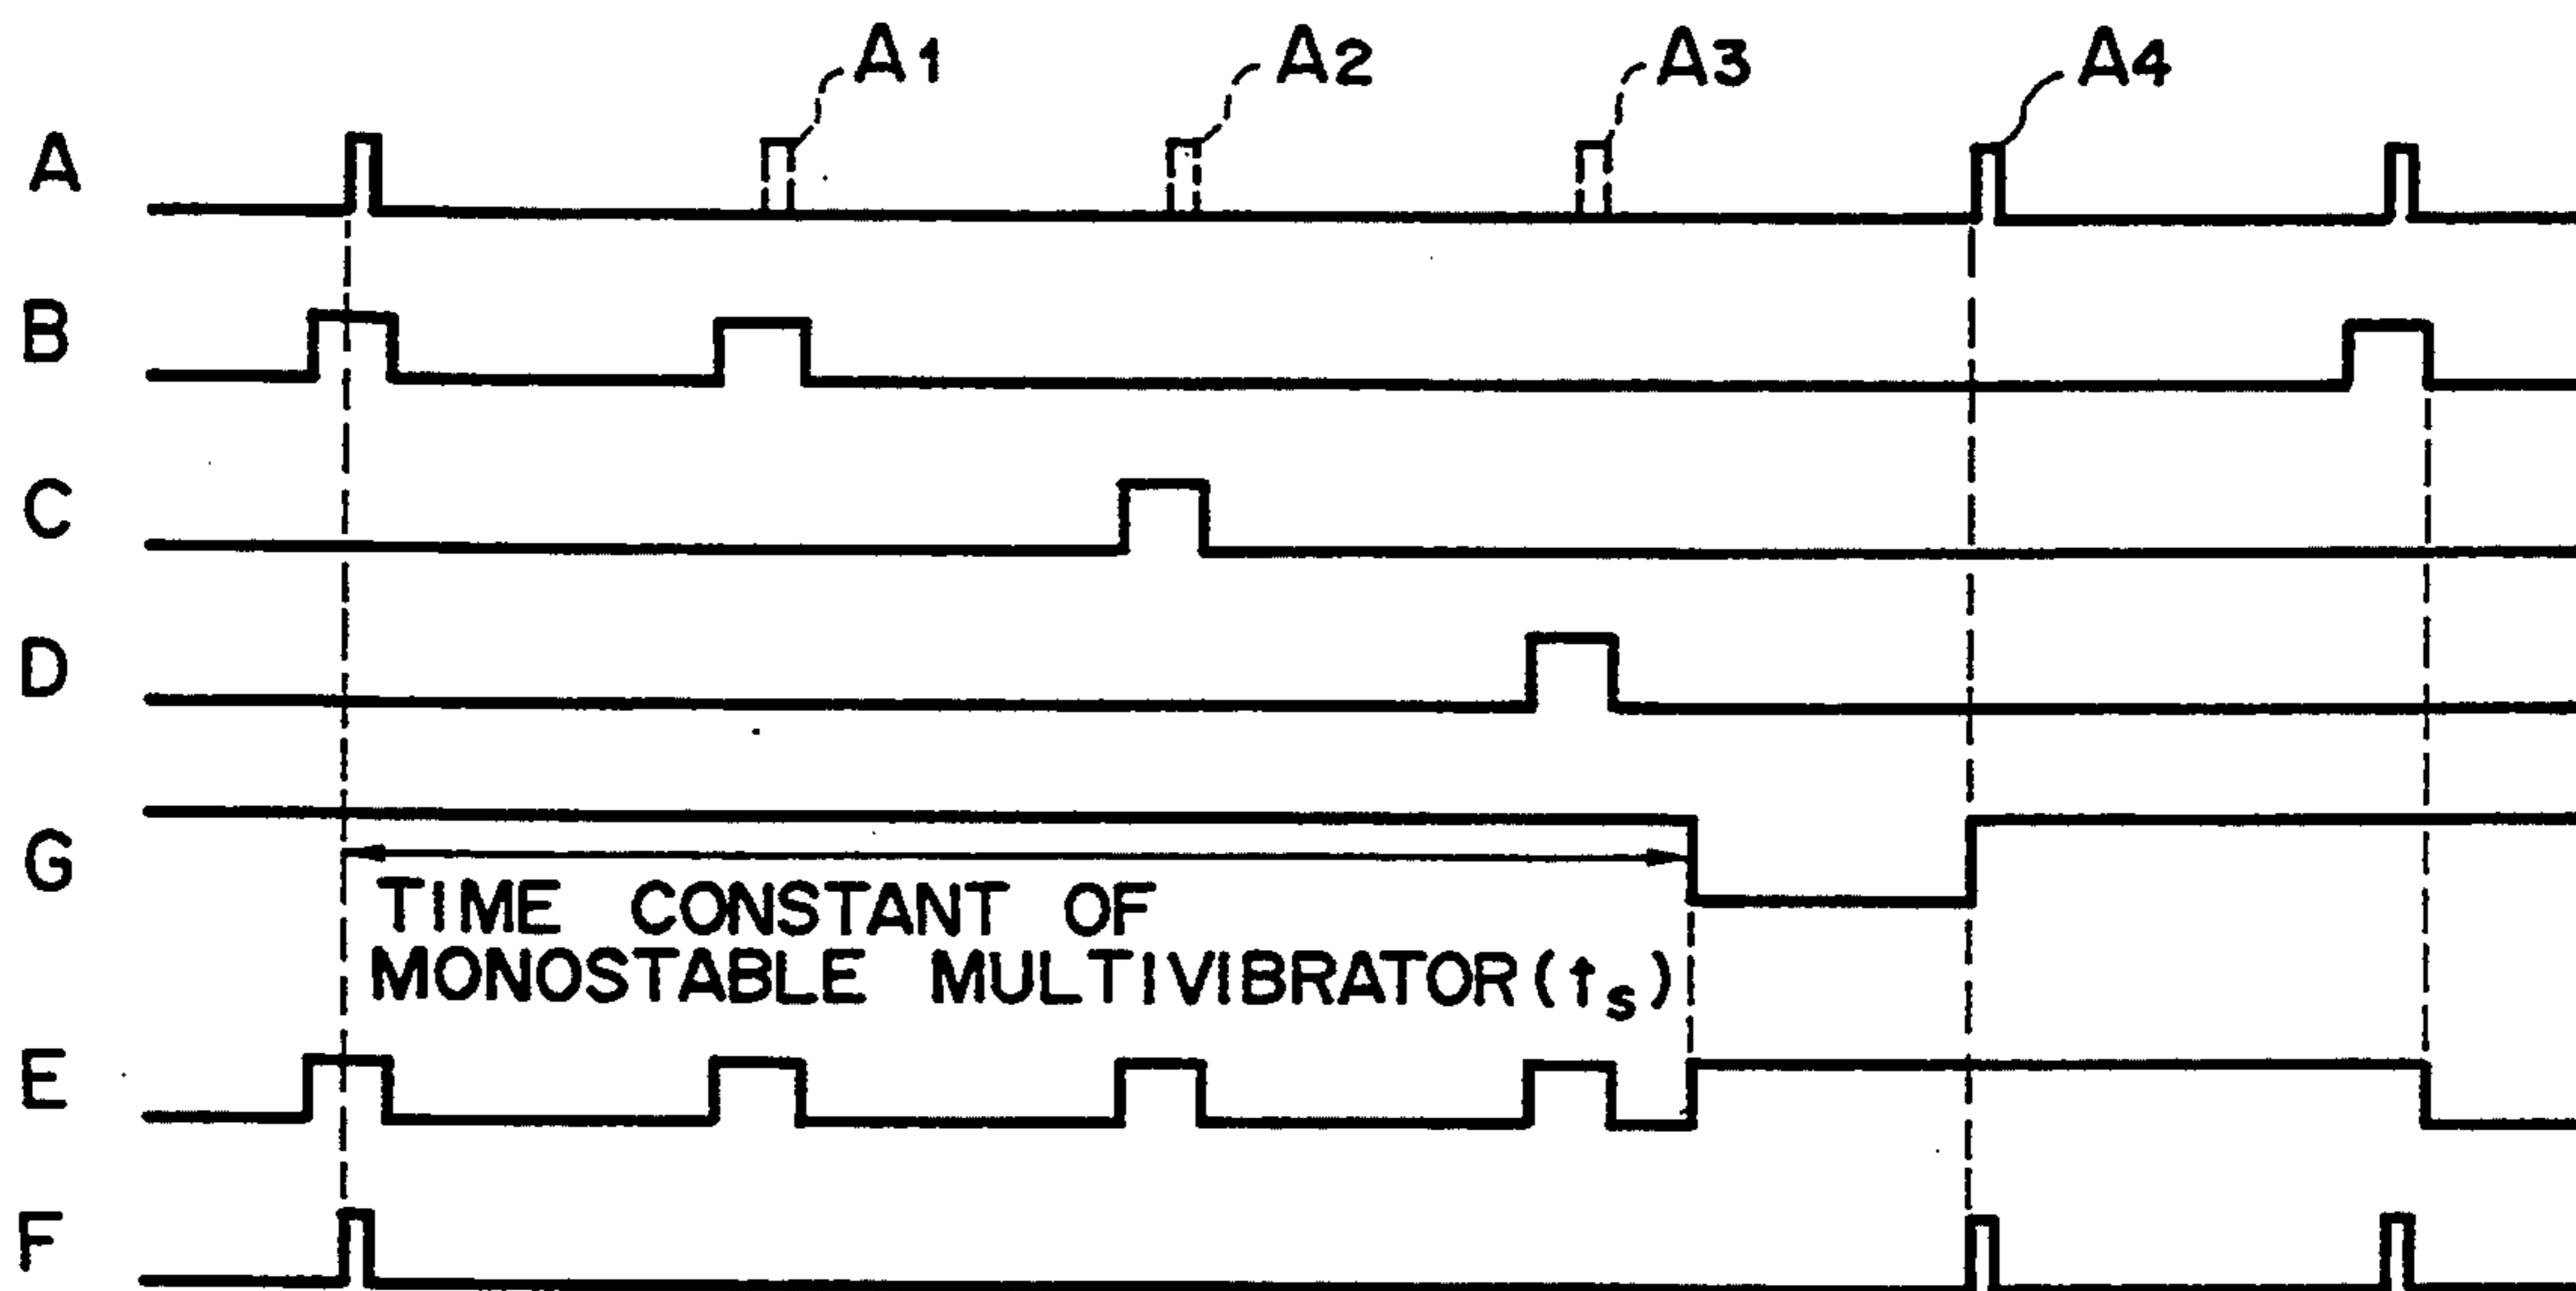 A1 A2 A3 A4
A
B
C
D
G
TIME CONSTANT OF
MONOSTABLE MULTIVIBRATOR (ts)
E
F